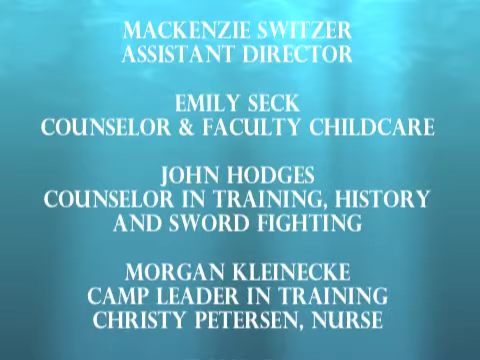 MACKENZIE SWITZER
ASSISTANT DIRECTOR
EMILY SECK
COUNSELOR & FACULTY CHILDCARE
JOHN HODGES
COUNSELOR IN TRAINING, HISTORY
AND SWORD FIGHTING
MORGAN KLEINECKE
CAMP LEADER IN TRAINING
CHRISTY PETERSEN, NURSE